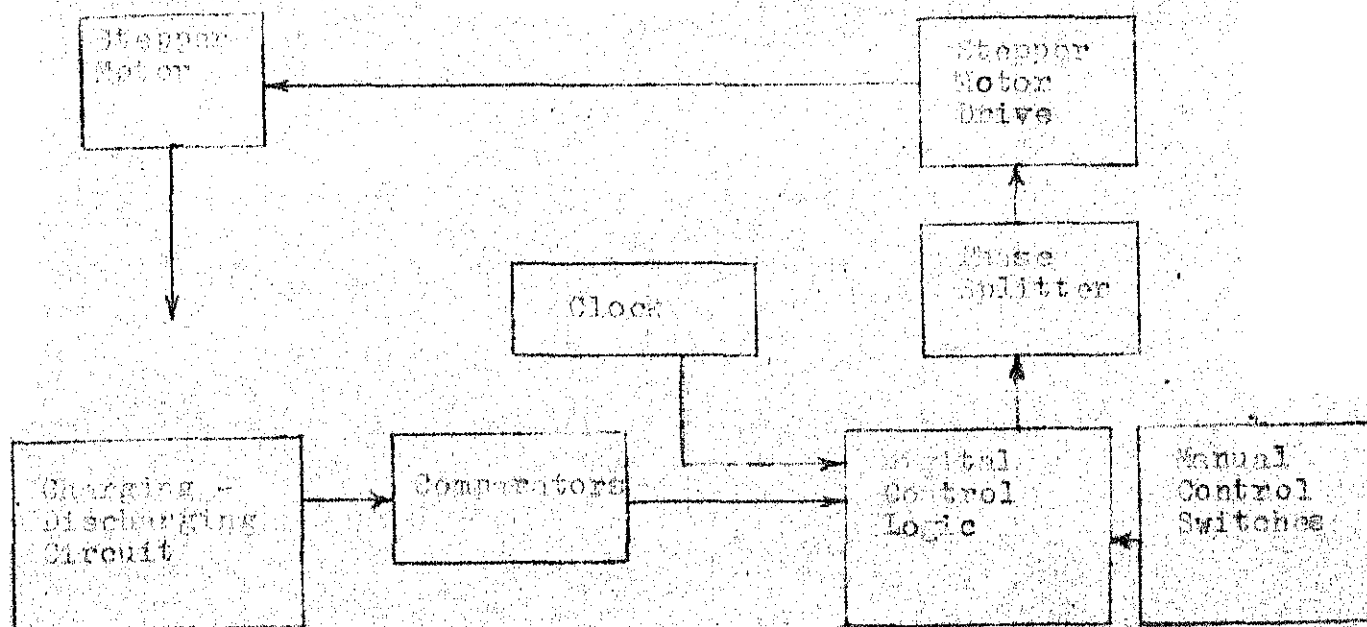 Stepper
Motor
Stepper
Motor
Drive
Phase
Splitter
Clock
Charging -
Discharging
Circuit
Comparators
Digital
Control
Logic
Manual
Control
Switches